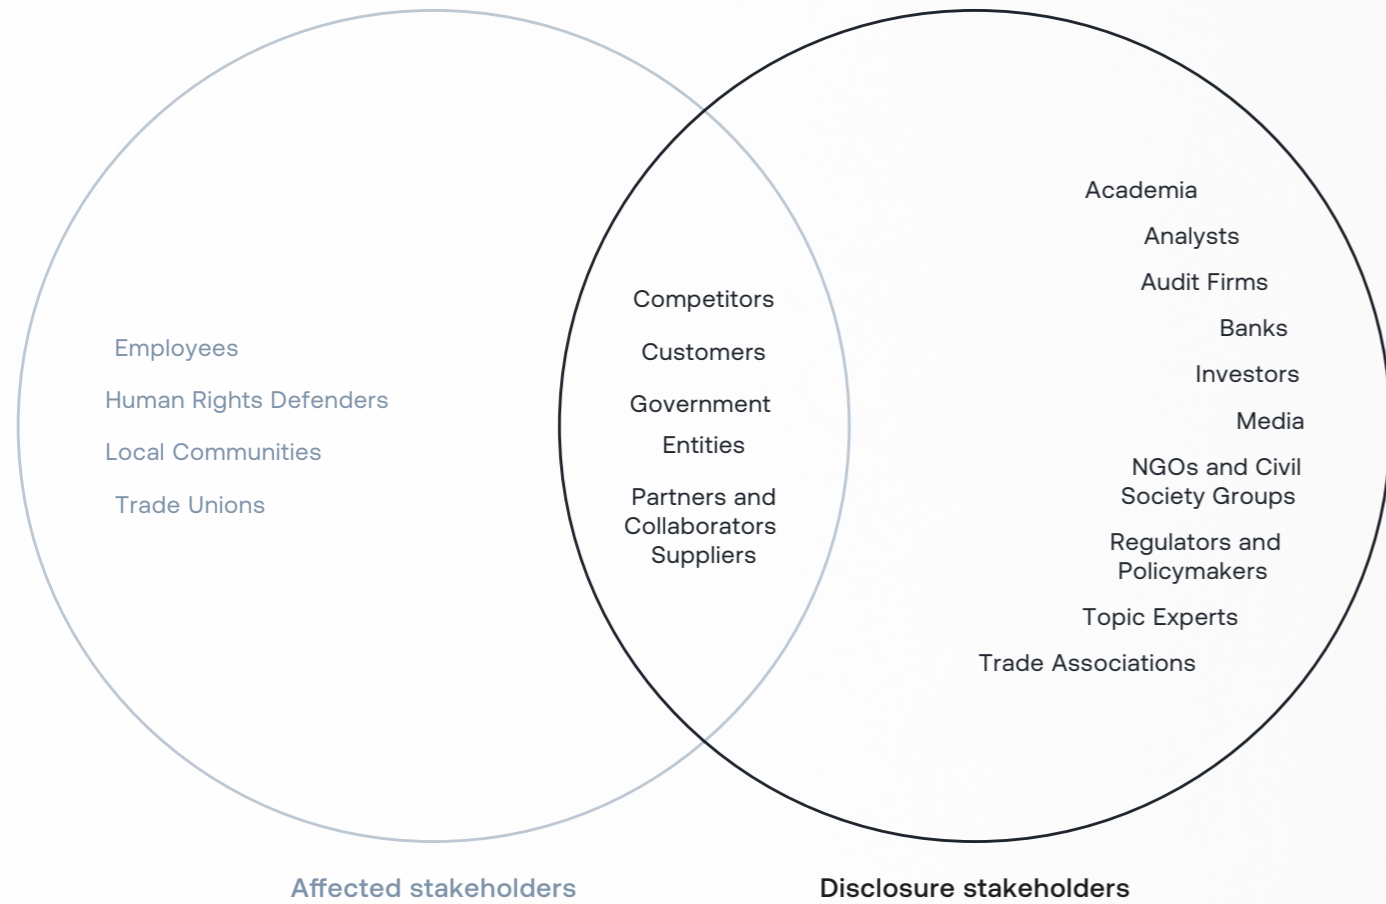 Employees
Human Rights Defenders
Local Communities
Trade Unions
Competitors
Customers
Government
Entities
Partners and
Collaborators
Suppliers
Academia
Analysts
Audit Firms
Banks
Investors
Media
NGOs and Civil
Society Groups
Regulators and
Policymakers
Topic Experts
Trade Associations
Affected stakeholders
Disclosure stakeholders